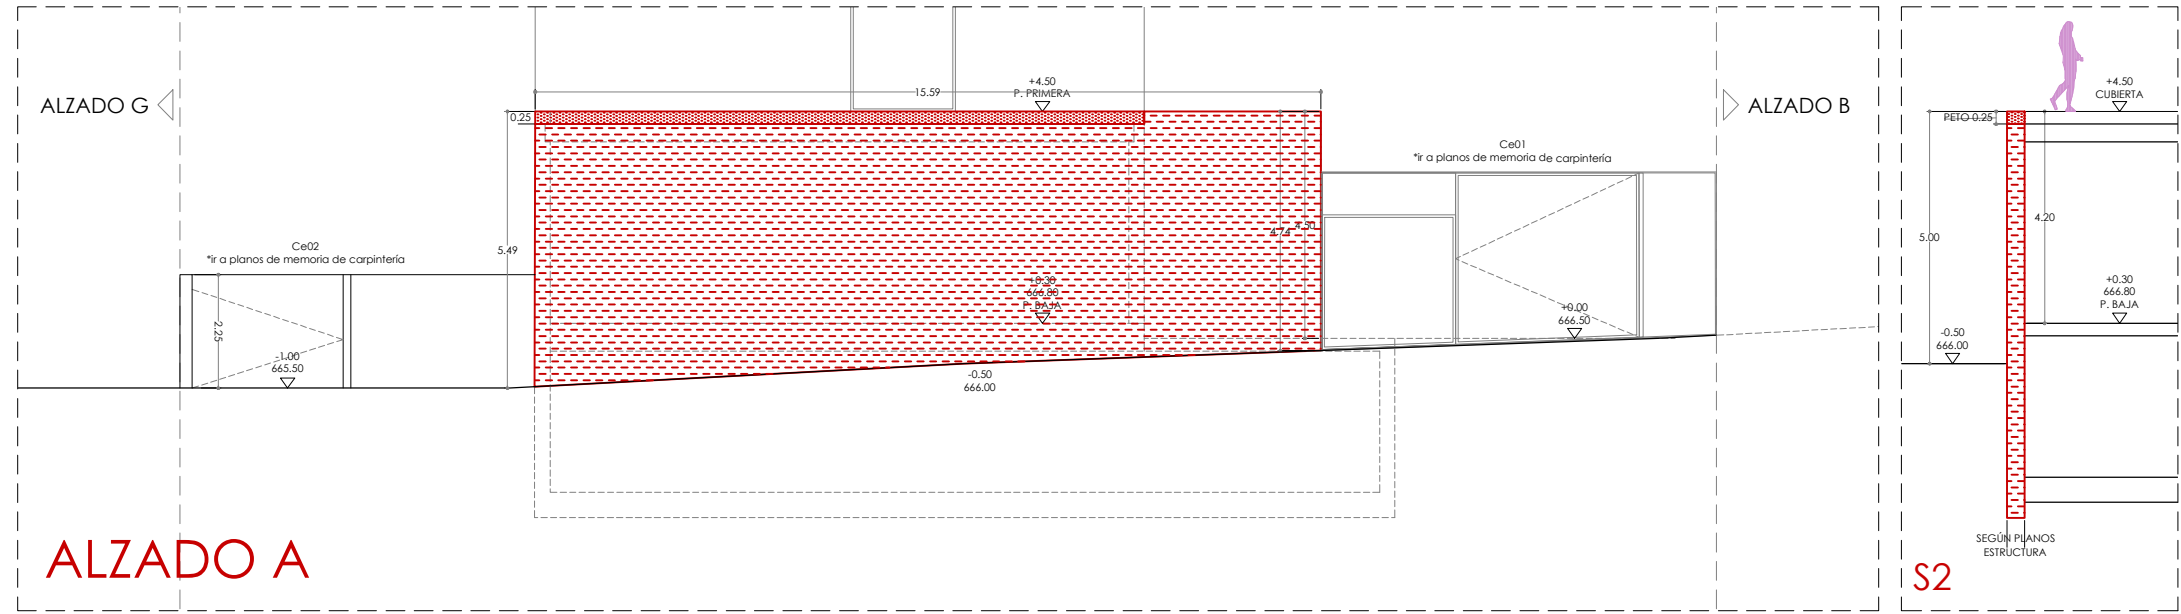 ALZADO G
15.59
+4.50
P. PRIMERA
0.25
ALZADO B
Ce01
*ir a planos de memoria de carpintería
Ce02
*ir a planos de memoria de carpintería
5.49
4.74
4.50
2.25
+0.30
666.80
P. BAJA
+0.00
666.50
-1.00
665.50
-0.50
666.00
ALZADO A
+4.50
CUBIERTA
PETO 0.25
4.20
5.00
+0.30
666.80
P. BAJA
-0.50
666.00
SEGÚN PLANOS
ESTRUCTURA
S2